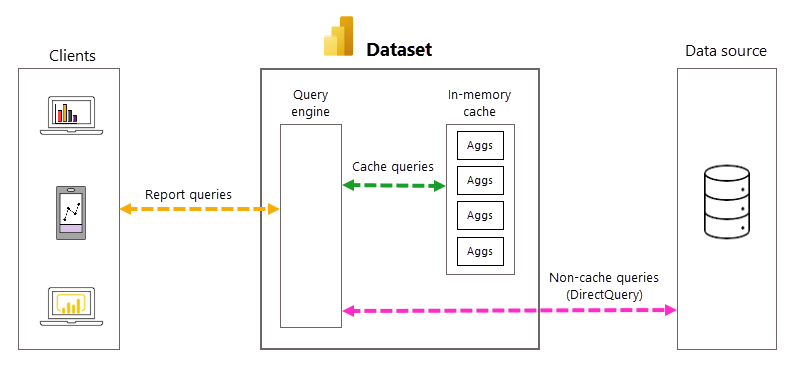 Clients
Dataset
Data source
Query
engine
In-memory
cache
Aggs
Aggs
Aggs
Aggs
Cache queries
Report queries
Non-cache queries
(DirectQuery)